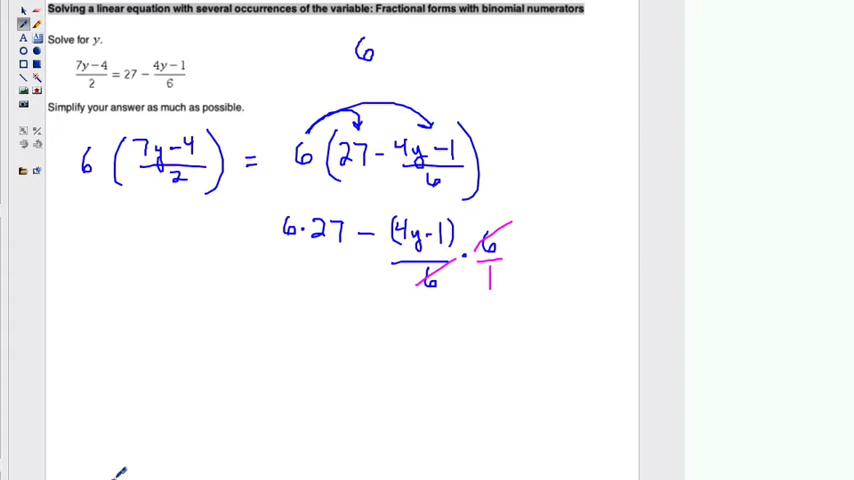 Solving a linear equation with several occurrences of the variable: Fractional forms with binomial numerators
Solve for y.
6
(7y−4)/2 = 27 − (4y−1)/6
Simplify your answer as much as possible.
6 ( (7y−4)/2 ) = 6 ( 27 − (4y−1)/6 )
6·27 − (4y-1)/6 · 6/1